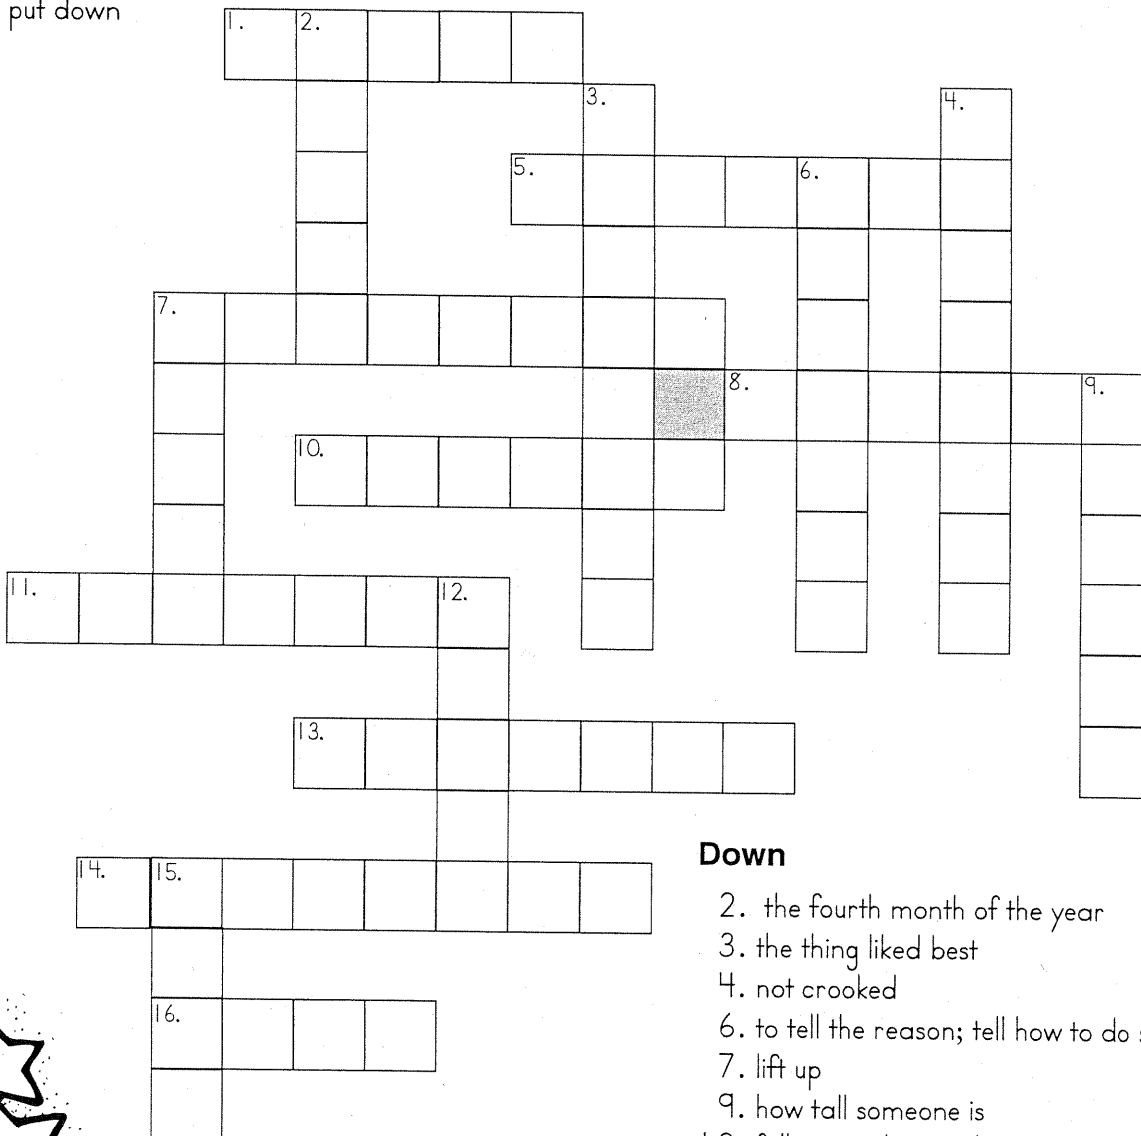 put down
1. 2.
3. 4.
5. 6.
7.
8. 9.
10.
11. 12.
13.
14. 15.
16.
Down
2. the fourth month of the year
3. the thing liked best
4. not crooked
6. to tell the reason; tell how to do
7. lift up
9. how tall someone is